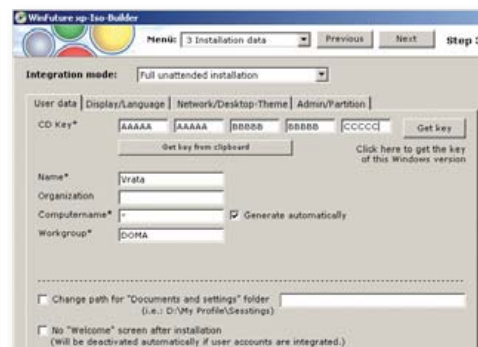 WinFuture xp-Iso-Builder
Menü: 3 Installation data Previous Next Step 3
Integration mode: Full unattended installation
User data Display/Language Network/Desktop-Theme Admin/Partition
CD Key* AAAAA AAAAA BBBBB BBBBB CCCCC Get key
Get key from clipboard Click here to get the key
of this Windows version
Name* Vrata
Organization
Computername* * Generate automatically
Workgroup* DOMA
Change path for "Documents and settings" folder
(i.e.: D:\My Profile\Sesstings)
No "Welcome" screen after installation
(Will be deactivated automatically if user accounts are integrated.)